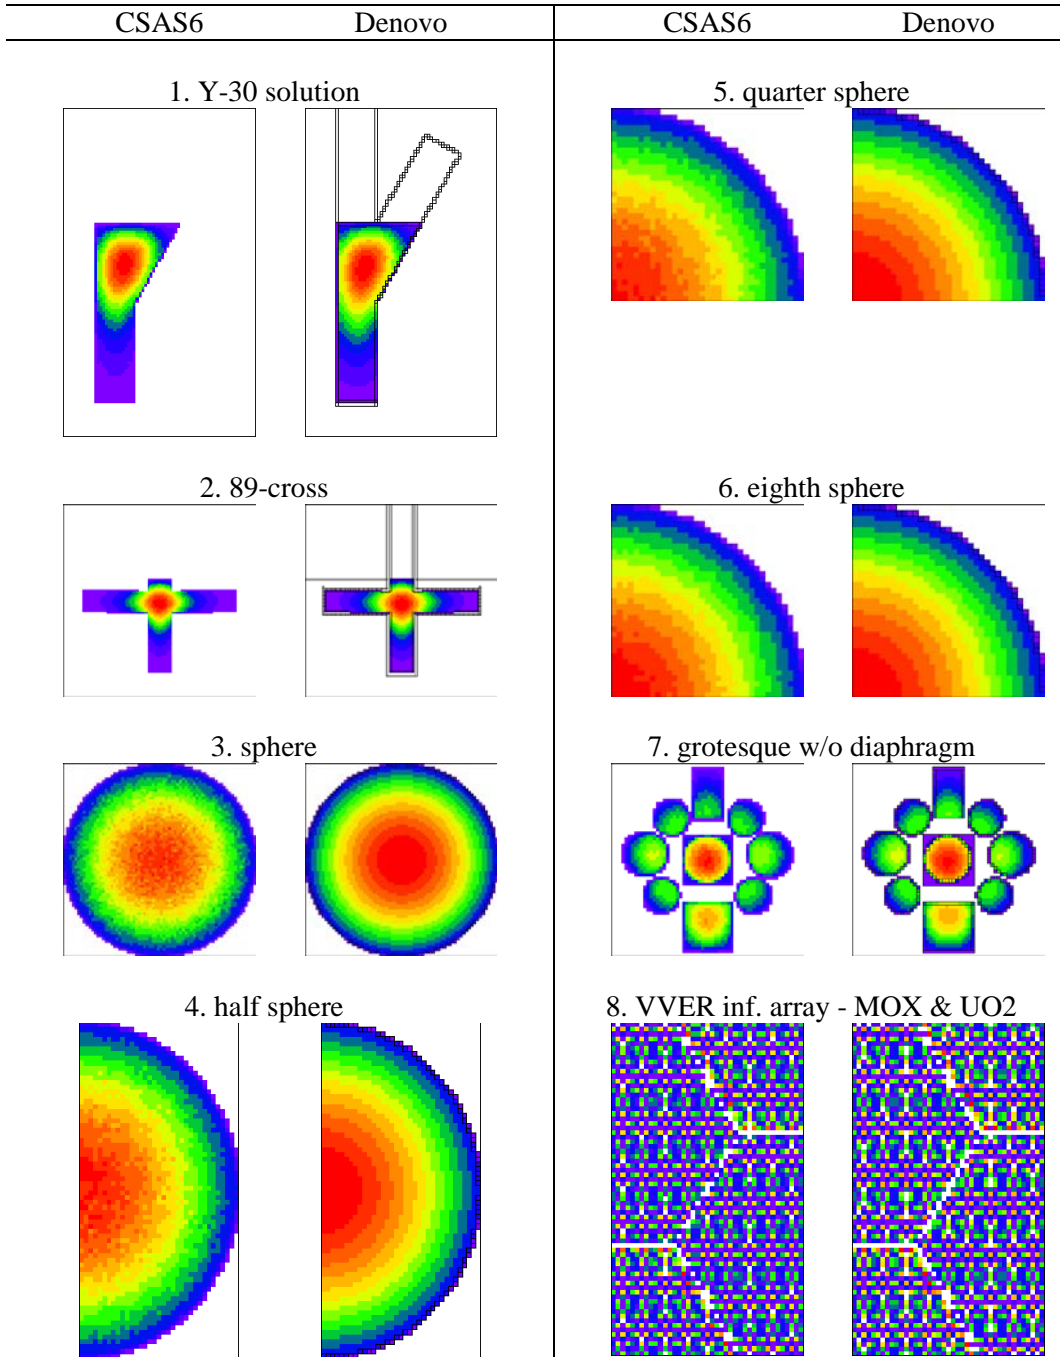 CSAS6 Denovo CSAS6 Denovo
1. Y-30 solution
5. quarter sphere
2. 89-cross
6. eighth sphere
3. sphere
7. grotesque w/o diaphragm
4. half sphere
8. VVER inf. array - MOX & UO2